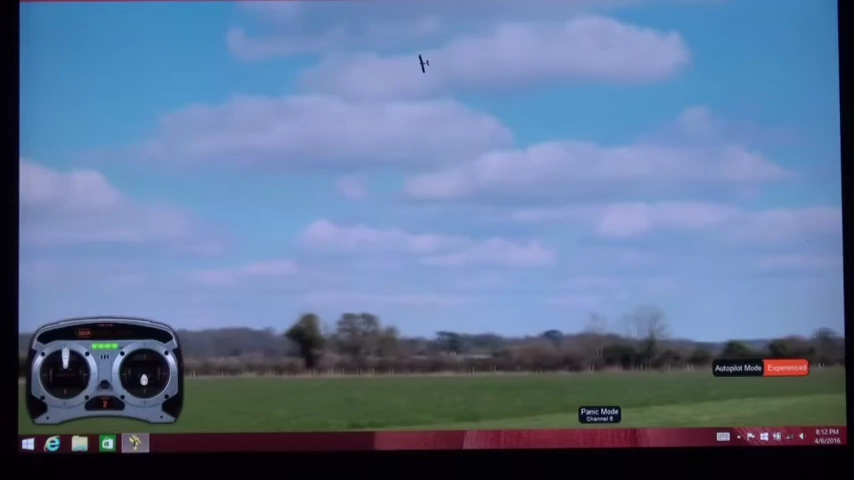 Autopilot Mode Experienced
Panic Mode
Channel 6
8:12 PM
4/6/2016